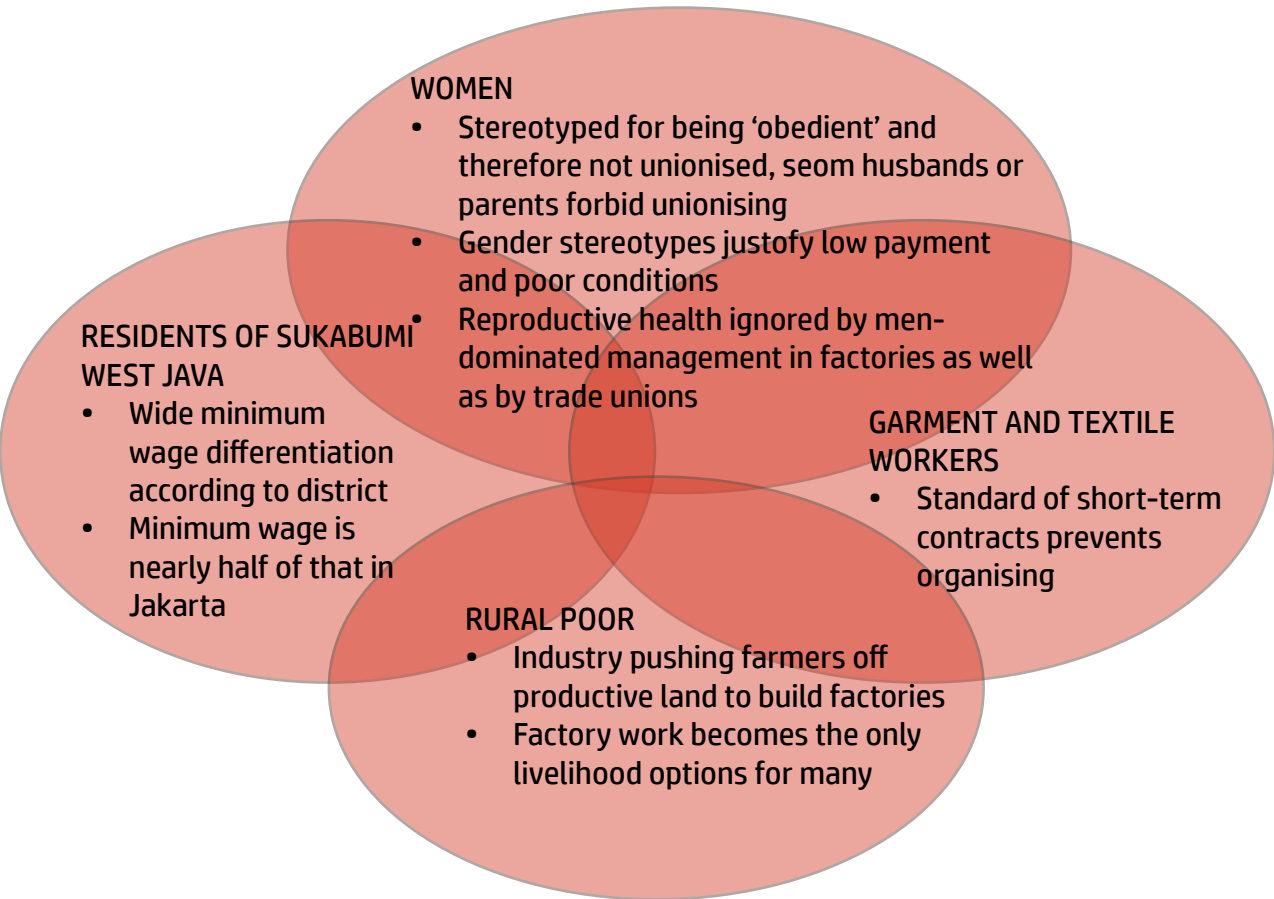 WOMEN
• Stereotyped for being ‘obedient’ and
therefore not unionised, seom husbands or
parents forbid unionising
• Gender stereotypes justofy low payment
and poor conditions
• Reproductive health ignored by men-
dominated management in factories as well
as by trade unions
RESIDENTS OF SUKABUMI
WEST JAVA
• Wide minimum
wage differentiation
according to district
• Minimum wage is
nearly half of that in
Jakarta
GARMENT AND TEXTILE
WORKERS
• Standard of short-term
contracts prevents
organising
RURAL POOR
• Industry pushing farmers off
productive land to build factories
• Factory work becomes the only
livelihood options for many